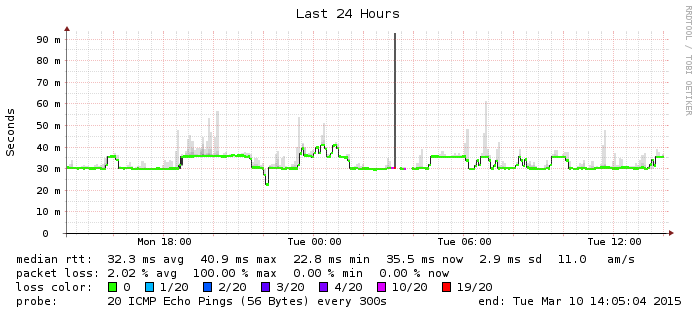 Last 24 Hours
RRDTOOL / TOBI OETIKER
Seconds
90 m
80 m
70 m
60 m
50 m
40 m
30 m
20 m
10 m
0
Mon 18:00 Tue 00:00 Tue 06:00 Tue 12:00
median rtt: 32.3 ms avg 40.9 ms max 22.8 ms min 35.5 ms now 2.9 ms sd 11.0 am/s
packet loss: 2.02 % avg 100.00 % max 0.00 % min 0.00 % now
loss color: 0 1/20 2/20 3/20 4/20 10/20 19/20
probe: 20 ICMP Echo Pings (56 Bytes) every 300s end: Tue Mar 10 14:05:04 2015